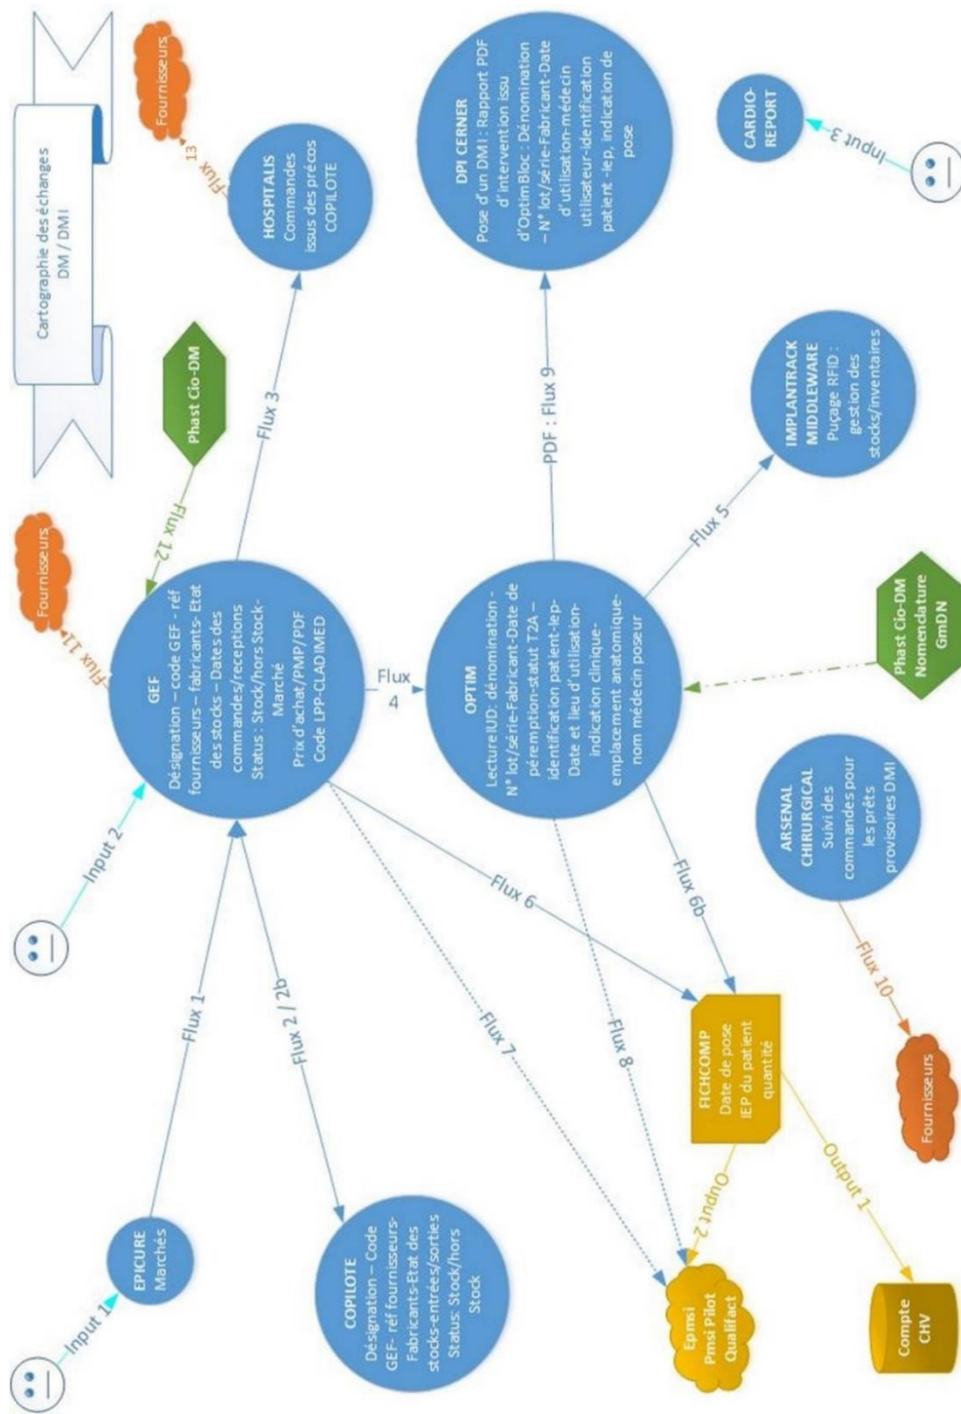 Cartographie des échanges
DM / DMI
Input 1
EPICURE
Marchés
Flux 1
Input 2
GEF
Désignation – code GEF - réf
fournisseurs – fabricants- Etat
des stocks – Dates des
commandes/receptions
Status : Stock/hors Stock-
Marché
Prix d'achat/PMP/PDF
Code LPP-CLADIMED
Flux 11
Fournisseurs
Flux 12
Phast Cio-DM
Flux 3
HOSPITALIS
Commandes
issus des précos
COPILOTE
Flux 13
Fournisseurs
Flux 2 / 2b
COPILOTE
Désignation – Code
GEF- réf fournisseurs-
Fabricants-Etat des
stocks-entrées/sorties
Status: Stock/hors
Stock
Flux 4
OPTIM
Lecture IUD: dénomination -
N° lot/série-Fabricant-Date de
péremption-statut T2A –
identification patient-Iep-
Date et lieu d'utilisation-
indication clinique-
emplacement anatomique-
nom médecin poseur
PDF : Flux 9
DPI CERNER
Pose d'un DMI : Rapport PDF
d'intervention issu
d'OptimBloc : Dénomination
– N° lot/série-Fabricant-Date
d'utilisation-médecin
utilisateur-identification
patient -Iep, indication de
pose
Flux 7
Flux 6
Flux 8
Flux 6b
Flux 5
FICHCOMP
Date de pose
IEP du patient
quantité
Ouput 2
Epmsi
Pmsi Pilot
Qualifact
Output 1
Compte
CHV
ARSENAL
CHIRURGICAL
Suivi des
commandes pour
les prêts
provisoires DMI
Flux 10
Fournisseurs
Phast Cio-DM
Nomenclature
GmDN
IMPLANTRACK
MIDDLEWARE
Puçage RFID :
gestion des
stocks/inventaires
CARDIO-
REPORT
Input 3